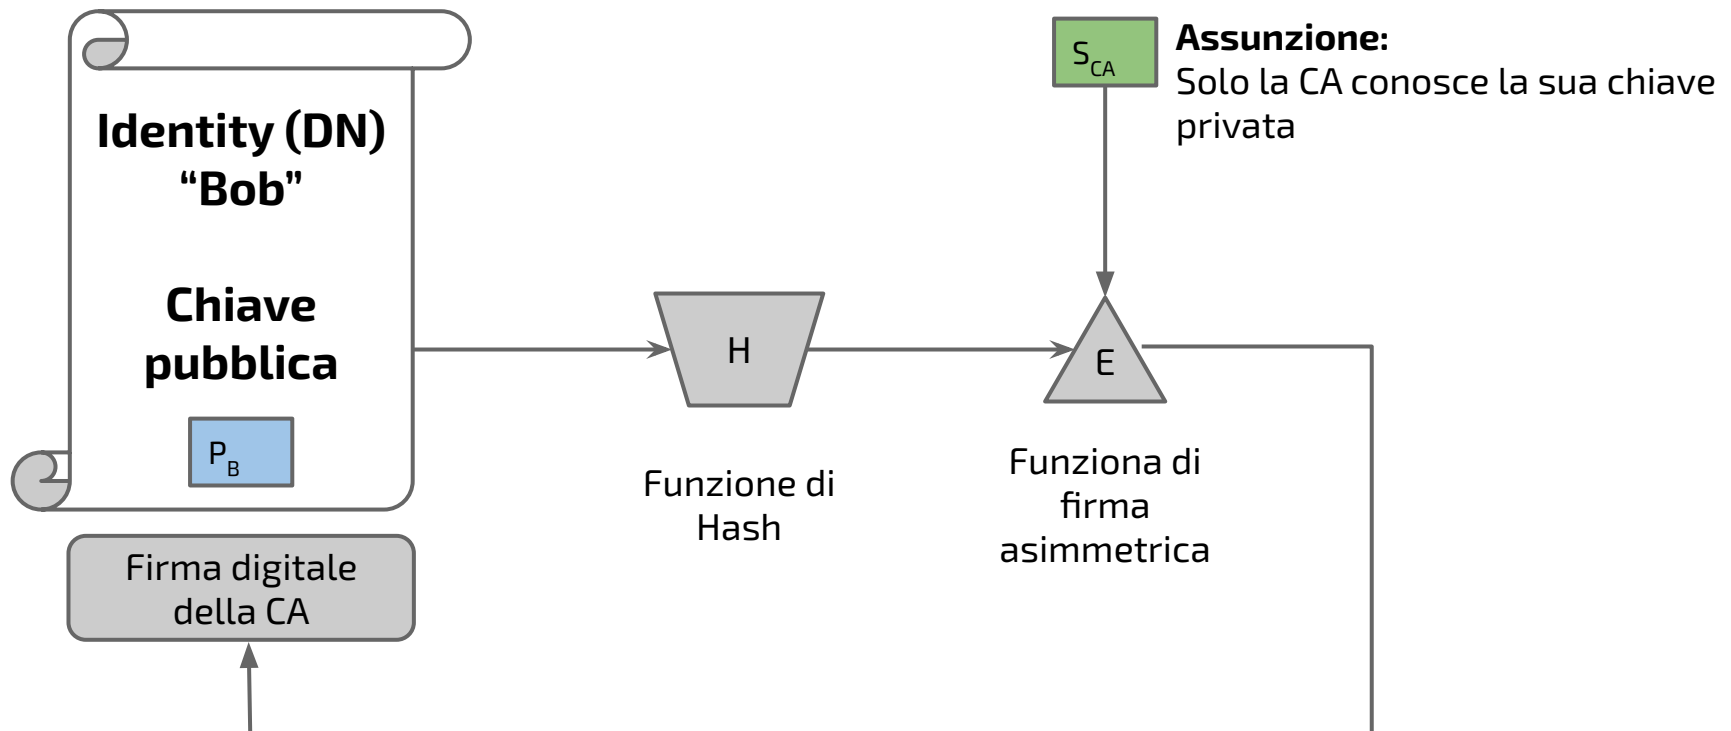 Identity (DN)
“Bob”
Chiave
pubblica
P_B
Firma digitale
della CA
H
Funzione di
Hash
S_CA
Assunzione:
Solo la CA conosce la sua chiave
privata
E
Funziona di
firma
asimmetrica